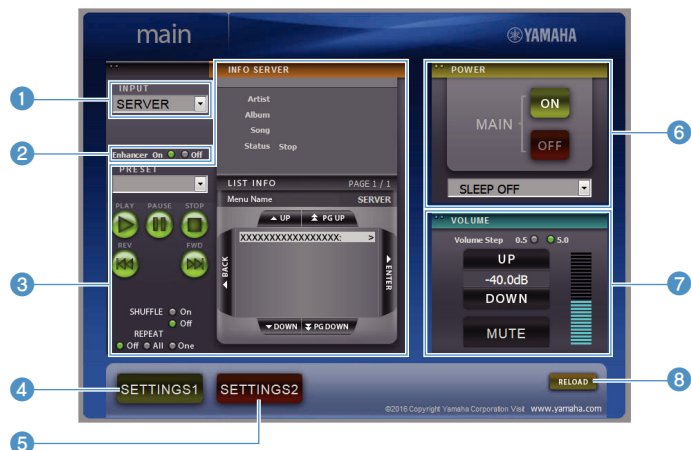 main
YAMAHA
INPUT
SERVER
Enhancer On Off
PRESET
PLAY PAUSE STOP
REV FWD
SHUFFLE On
Off
REPEAT
Off All One
INFO SERVER
Artist
Album
Song
Status Stop
LIST INFO PAGE 1 / 1
Menu Name SERVER
UP PG UP
XXXXXXXXXXXXXXXXX: >
BACK
ENTER
DOWN PG DOWN
POWER
MAIN
ON
OFF
SLEEP OFF
VOLUME
Volume Step 0.5 5.0
UP
-40.0dB
DOWN
MUTE
SETTINGS1
SETTINGS2
RELOAD
©2016 Copyright Yamaha Corporation Visit www.yamaha.com
1
2
3
4
5
6
7
8